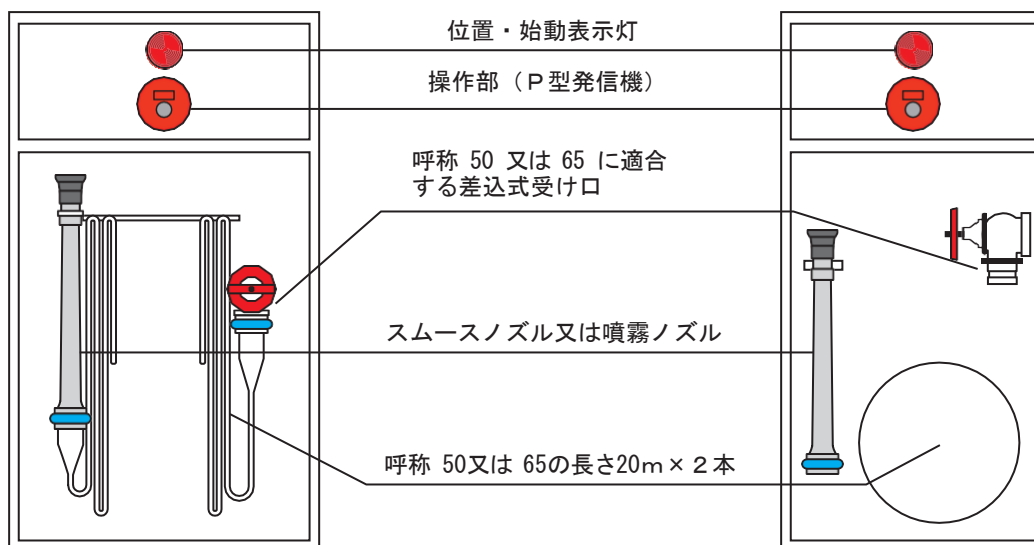 位置・始動表示灯
操作部（Ｐ型発信機）
呼称 50 又は 65 に適合
する差込式受け口
スムースノズル又は噴霧ノズル
呼称 50又は 65の長さ20ｍ×２本